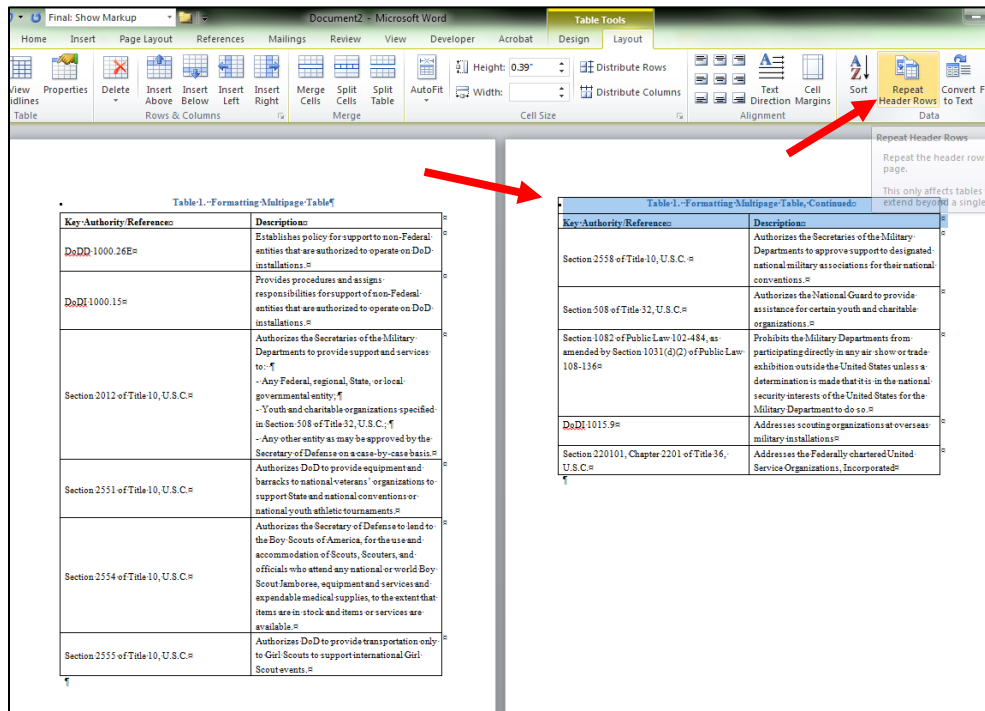 Final: Show Markup
Document2 - Microsoft Word
Table Tools
Home Insert Page Layout References Mailings Review View Developer Acrobat Design Layout
Properties
Delete
Insert Above
Insert Below
Insert Left
Insert Right
Merge Cells
Split Cells
Split Table
AutoFit
Height: 0.39"
Width:
Distribute Rows
Distribute Columns
Text Direction
Cell Margins
Sort
Repeat Header Rows
Convert to Text
Table Rows & Columns Merge Cell Size Alignment Data
Repeat Header Rows
Repeat the header row
page.
This only affects tables
extend beyond a single
Table·1.··Formatting·Multipage·Table¶
Key·Authority/Reference¤ Description¤
DoDD·1000.26E¤
Establishes·policy·for·support·to·non-Federal·
entities·that·are·authorized·to·operate·on·DoD·
installations.¤
DoDI·1000.15¤
Provides·procedures·and·assigns·
responsibilities·for·support·of·non-Federal·
entities·that·are·authorized·to·operate·on·DoD·
installations.¤
Section·2012·of·Title·10,·U.S.C.¤
Authorizes·the·Secretaries·of·the·Military·
Departments·to·provide·support·and·services·
to:·¶
-·Any·Federal,·regional,·State,·or·local·
governmental·entity;¶
-·Youth·and·charitable·organizations·specified·
in·Section·508·of·Title·32,·U.S.C.;·¶
-·Any·other·entity·as·may·be·approved·by·the·
Secretary·of·Defense·on·a·case-by-case·basis.¤
Section·2551·of·Title·10,·U.S.C.¤
Authorizes·DoD·to·provide·equipment·and·
barracks·to·national·veterans'·organizations·to·
support·State·and·national·conventions·or·
national·youth·athletic·tournaments.¤
Section·2554·of·Title·10,·U.S.C.¤
Authorizes·the·Secretary·of·Defense·to·lend·to·
the·Boy·Scouts·of·America,·for·the·use·and·
accommodation·of·Scouts,·Scouters,·and·
officials·who·attend·any·national·or·world·Boy·
Scout·Jamboree,·equipment·and·services·and·
expendable·medical·supplies,·to·the·extent·that·
items·are·in·stock·and·items·or·services·are·
available.¤
Section·2555·of·Title·10,·U.S.C.¤
Authorizes·DoD·to·provide·transportation·only·
to·Girl·Scouts·to·support·international·Girl·
Scout·events.¤
¶
Table·1.··Formatting·Multipage·Table,·Continued¤
Key·Authority/Reference¤ Description¤
Section·2558·of·Title·10,·U.S.C.·¤
Authorizes·the·Secretaries·of·the·Military·
Departments·to·approve·support·to·designated·
national·military·associations·for·their·national·
conventions.¤
Section·508·of·Title·32,·U.S.C.¤
Authorizes·the·National·Guard·to·provide·
assistance·for·certain·youth·and·charitable·
organizations.¤
Section·1082·of·Public·Law·102-484,·as·
amended·by·Section·1031(d)(2)·of·Public·Law·
108-136¤
Prohibits·the·Military·Departments·from·
participating·directly·in·any·air·show·or·trade·
exhibition·outside·the·United·States·unless·a·
determination·is·made·that·it·is·in·the·national·
security·interests·of·the·United·States·for·the·
Military·Department·to·do·so.¤
DoDI·1015.9¤
Addresses·scouting·organizations·at·overseas·
military·installations¤
Section·220101,·Chapter·2201·of·Title·36,·
U.S.C.¤
Addresses·the·Federally·chartered·United·
Service·Organizations,·Incorporated¤
¶